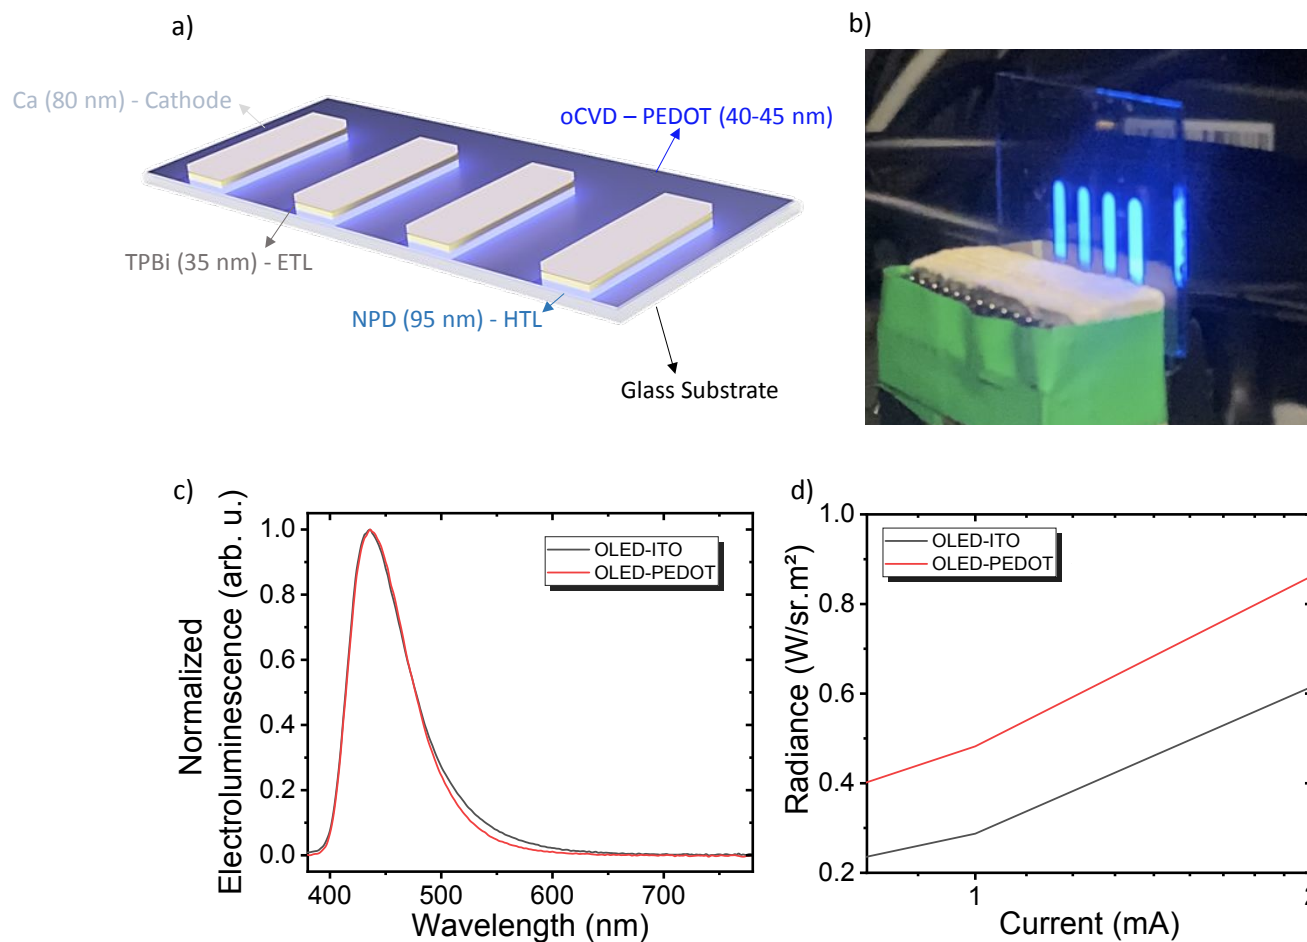 a)
Ca (80 nm) - Cathode
oCVD – PEDOT (40-45 nm)
TPBi (35 nm) - ETL
NPD (95 nm) - HTL
Glass Substrate
b)
c)
Normalized
Electroluminescence (arb. u.)
1.0
0.8
0.6
0.4
0.2
0.0
OLED-ITO
OLED-PEDOT
400
500
600
700
Wavelength (nm)
d)
Radiance (W/sr.m²)
1.0
0.8
0.6
0.4
0.2
OLED-ITO
OLED-PEDOT
1
2
Current (mA)